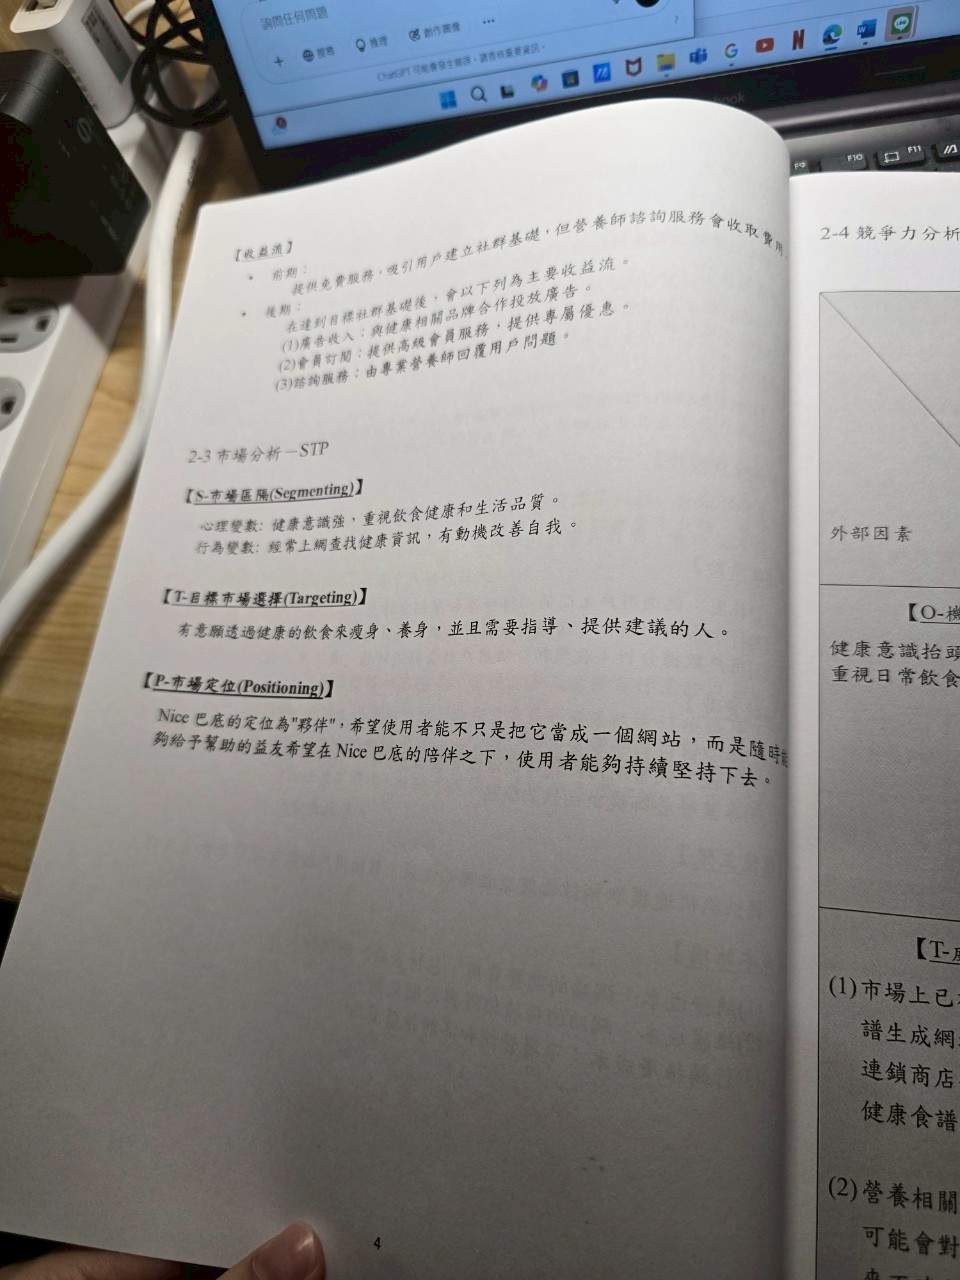 詢問任何問題
+ 搜尋 推理 創作圖像 ...
ChatGPT 可能會發生錯誤。請查核重要資訊。
?
F9 F10 F11
【收益流】
• 前期：
提供免費服務，吸引用戶建立社群基礎，但營養師諮詢服務會收取費用。
• 後期：
在達到目標社群基礎後，會以下列為主要收益流。
(1)廣告收入：與健康相關品牌合作投放廣告。
(2)會員訂閱：提供高級會員服務，提供專屬優惠。
(3)諮詢服務：由專業營養師回覆用戶問題。
2-3 市場分析－STP
【S-市場區隔(Segmenting)】
心理變數: 健康意識強，重視飲食健康和生活品質。
行為變數: 經常上網查找健康資訊，有動機改善自我。
【T-目標市場選擇(Targeting)】
有意願透過健康的飲食來瘦身、養身，並且需要指導、提供建議的人。
【P-市場定位(Positioning)】
Nice 巴底的定位為"夥伴"，希望使用者能不只是把它當成一個網站，而是隨時能
夠給予幫助的益友希望在 Nice 巴底的陪伴之下，使用者能夠持續堅持下去。
4
2-4 競爭力分析
外部因素
【O-機
健康意識抬頭
重視日常飲食
【T-威
(1)市場上已
譜生成網
連鎖商店
健康食譜
(2)營養相關
可能會對